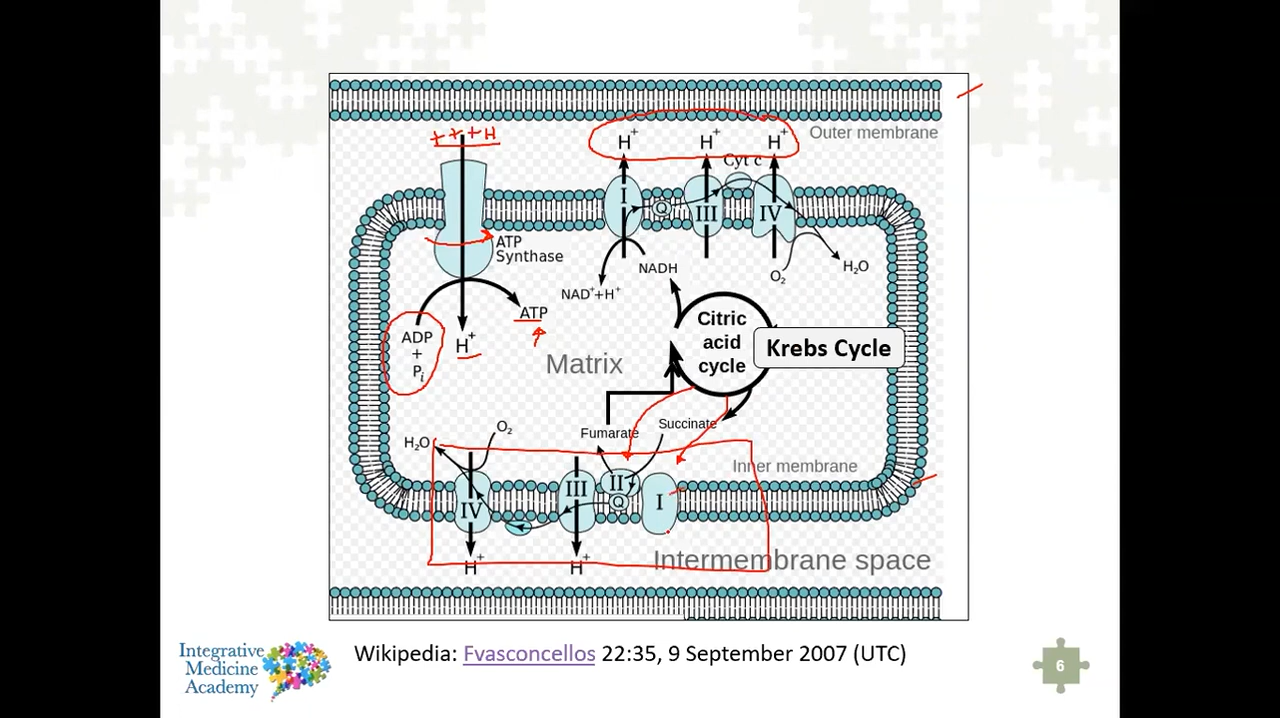 + + + H
H+ H+ H+
Outer membrane
Cyt c
I Q III IV
ATP
Synthase
NADH
O₂ H₂O
NAD⁺+H⁺
ATP
ADP
+
Pi
H+
Citric
acid
cycle
Krebs Cycle
Matrix
Fumarate Succinate
H₂O O₂
Inner membrane
IV III II Q I
H+ H+
Intermembrane space
Integrative
Medicine
Academy
Wikipedia: Fvasconcellos 22:35, 9 September 2007 (UTC)
6